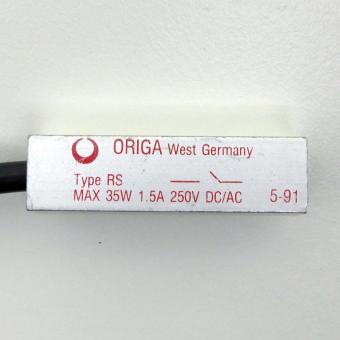 ORIGA West Germany
Type RS
MAX 35W 1.5A 250V DC/AC 5-91